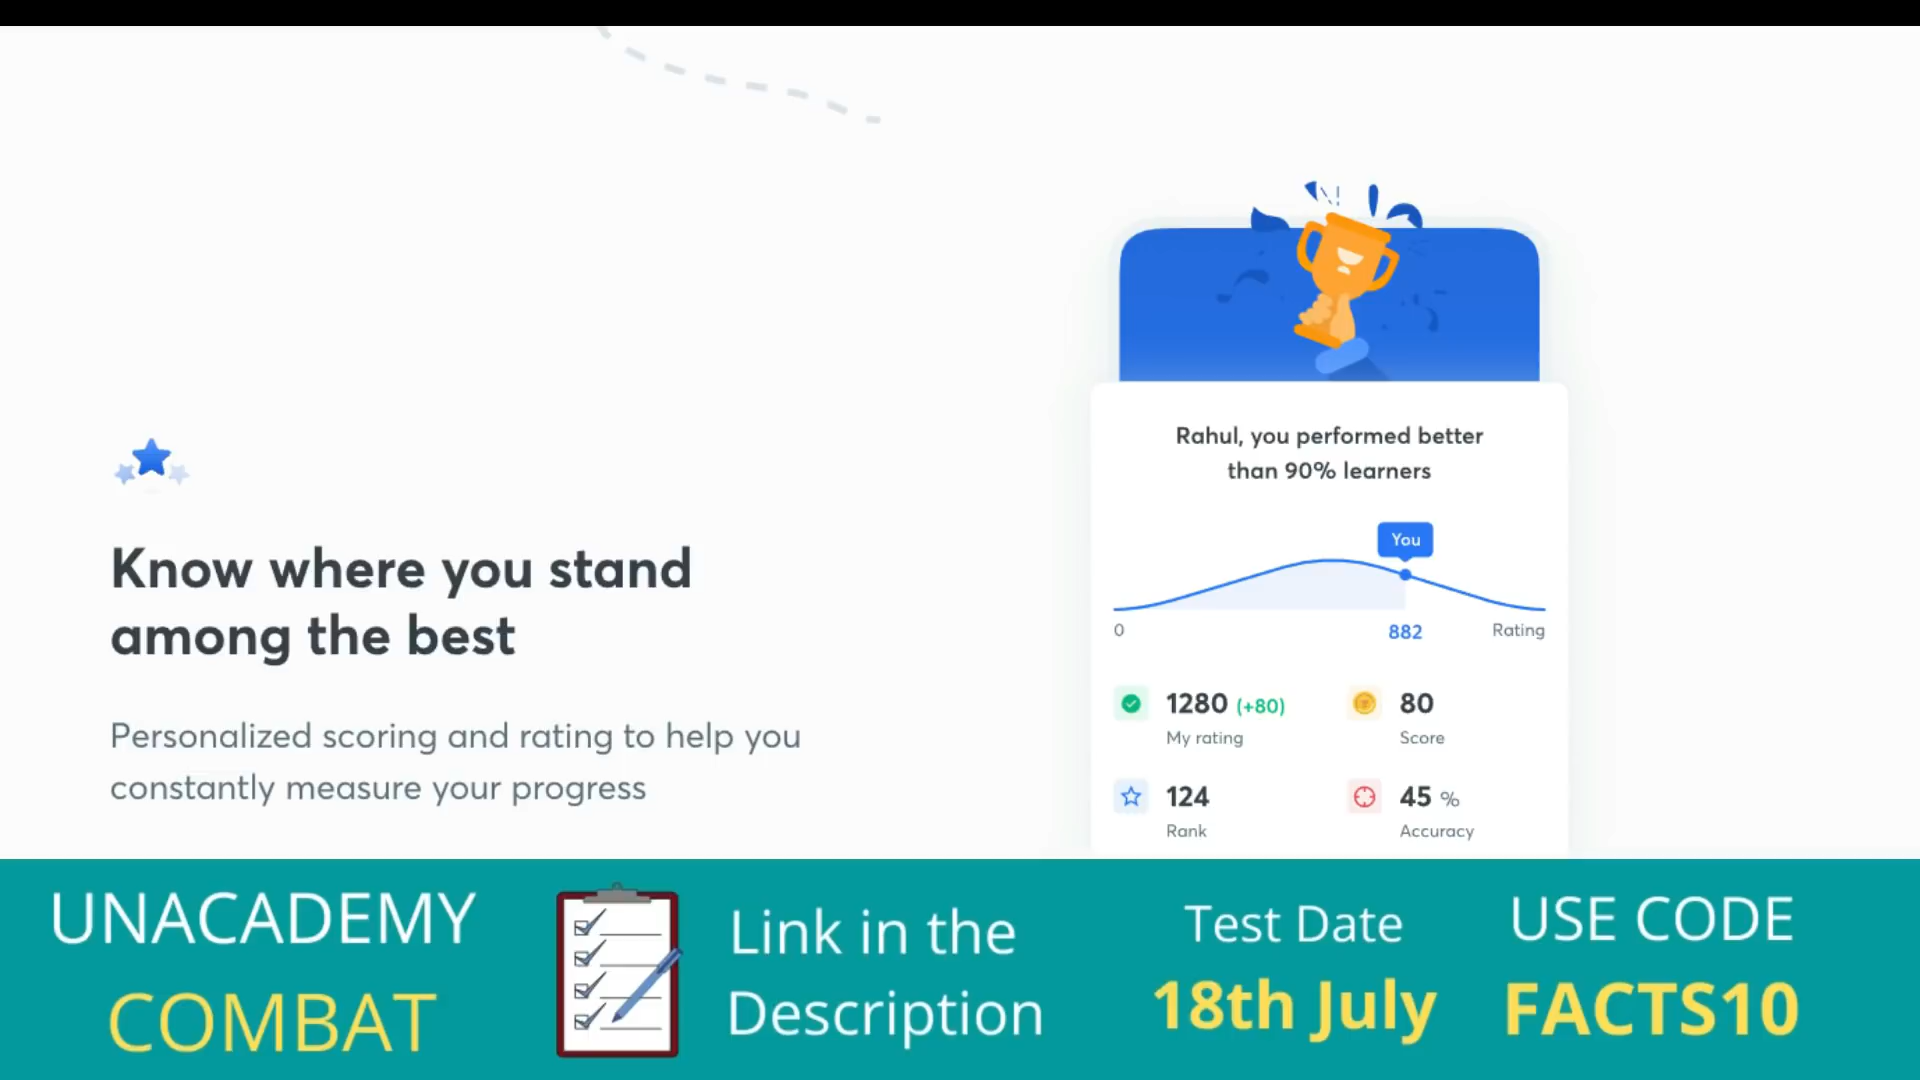 Know where you stand
among the best
Personalized scoring and rating to help you
constantly measure your progress
Rahul, you performed better
than 90% learners
You
0
882
Rating
1280 (+80)
My rating
80
Score
124
Rank
45 %
Accuracy
UNACADEMY
COMBAT
Link in the
Description
Test Date
18th July
USE CODE
FACTS10